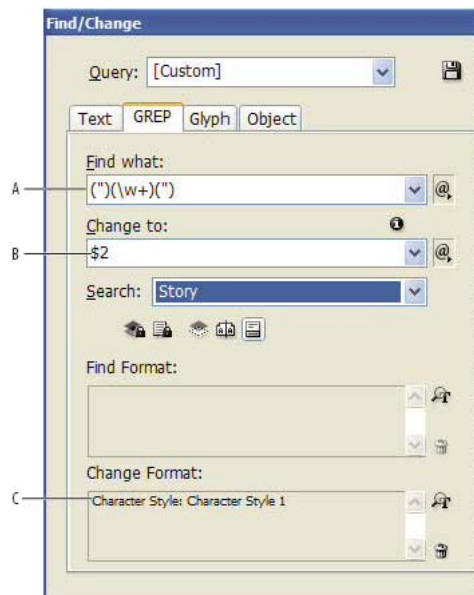 Find/Change
Query: [Custom]
Text GREP Glyph Object
Find what:
A
(")(\w+)(")
Change to:
B
$2
Search: Story
Find Format:
Change Format:
C
Character Style: Character Style 1